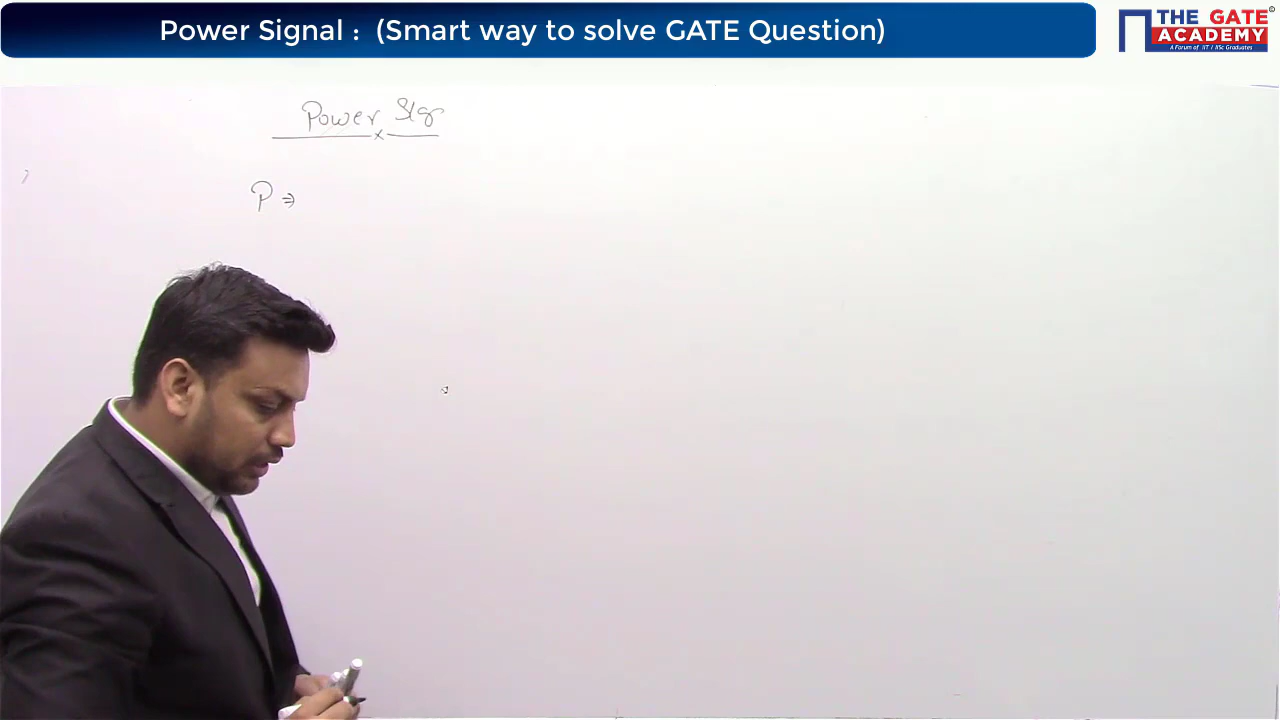 Power Signal : (Smart way to solve GATE Question)
THE GATE
ACADEMY
A Forum of IIT / IISc Graduates
©
Power Sig
P ⇒